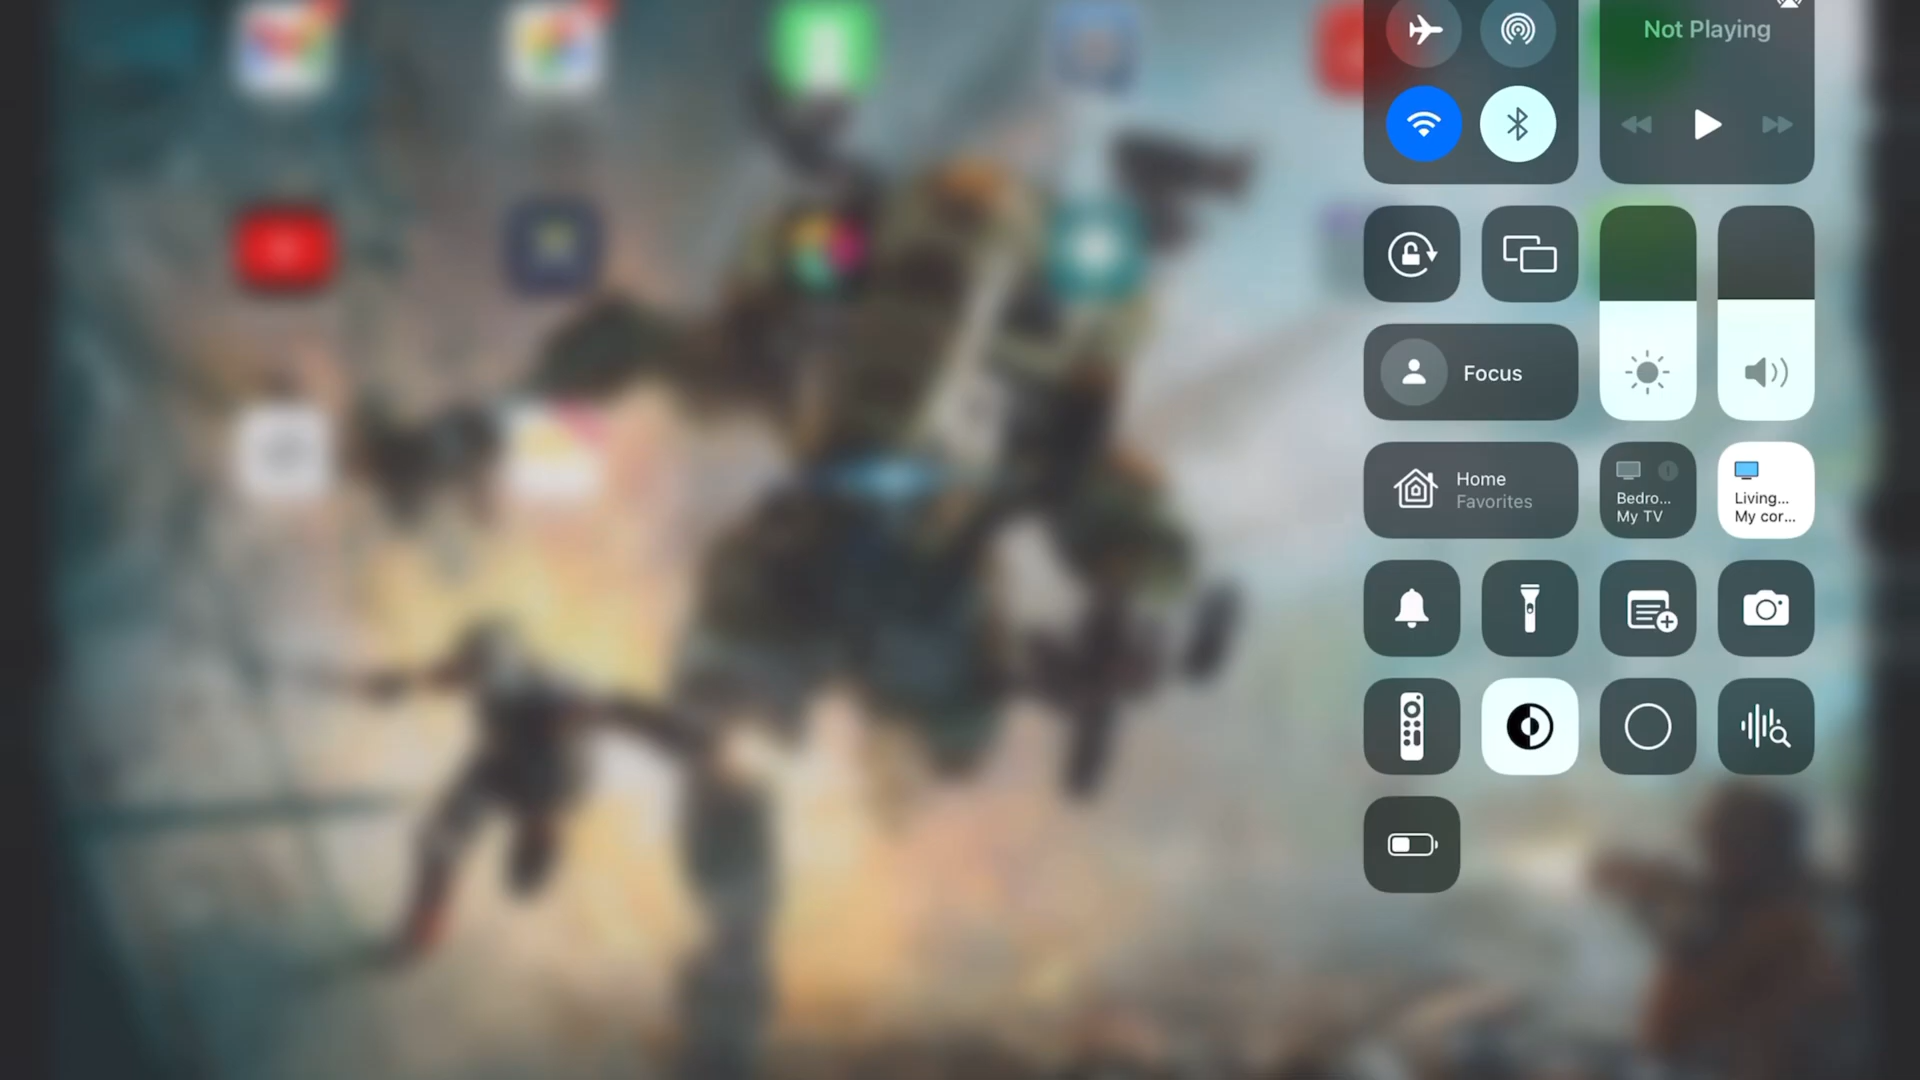 Not Playing
Focus
Home
Favorites
Bedro...
My TV
Living...
My cor...